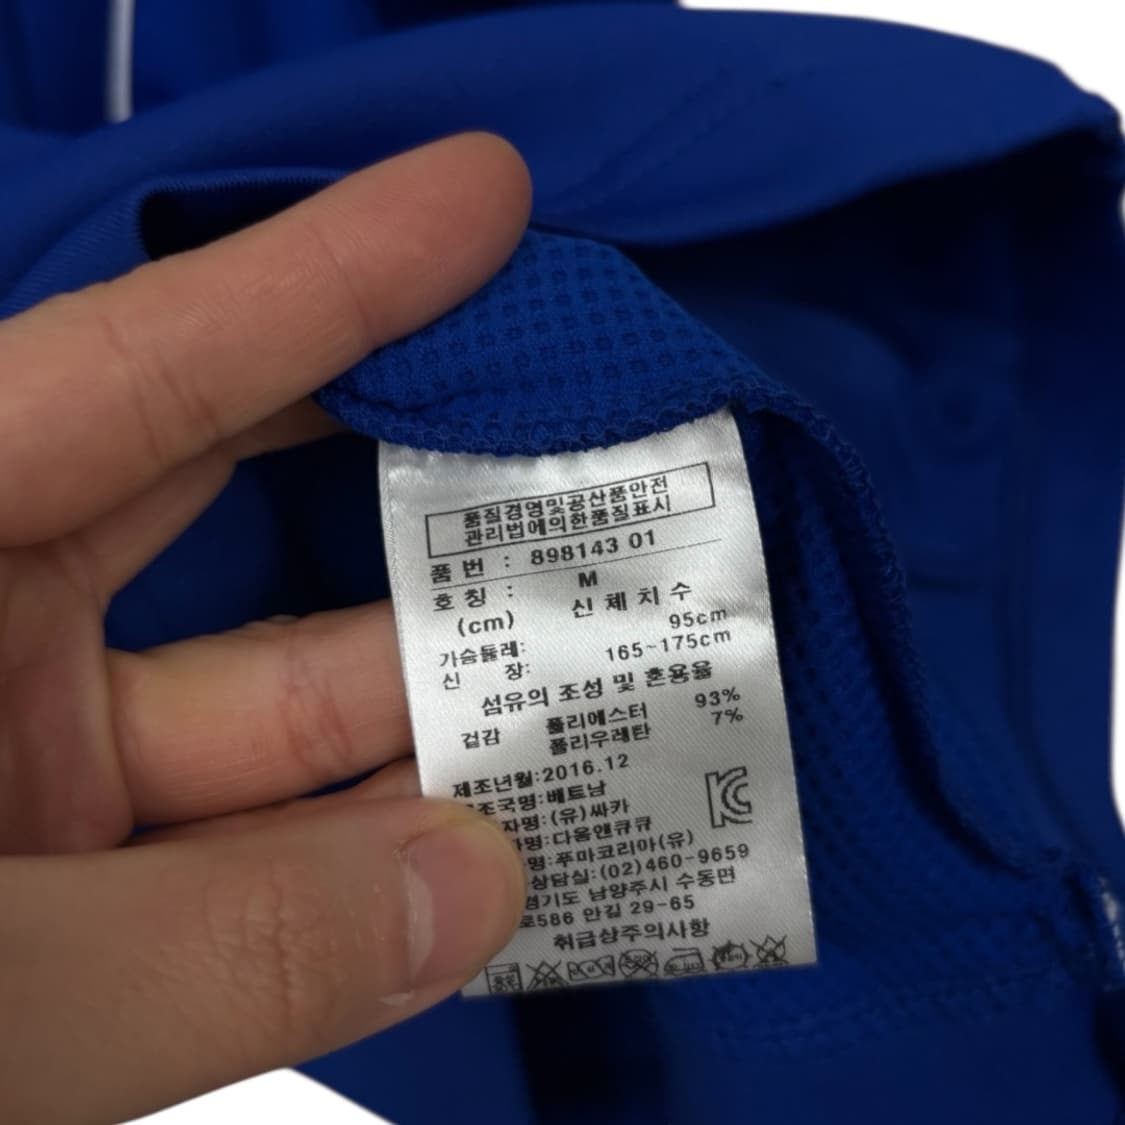 품질경영및공산품안전
관리법에의한품질표시
품 번 : 898143 01
호 칭 : M
(cm) 신 체 치 수
가슴둘레: 95cm
신 장: 165~175cm
섬유의 조성 및 혼용율
겉감 폴리에스터 93%
폴리우레탄 7%
제조년월:2016.12
조국명:베트남
자명:(유)싸카
명:다움앤큐큐
명:푸마코리아(유)
상담실:(02)460-9659
경기도 남양주시 수동면
로586 안길 29-65
취급상주의사항